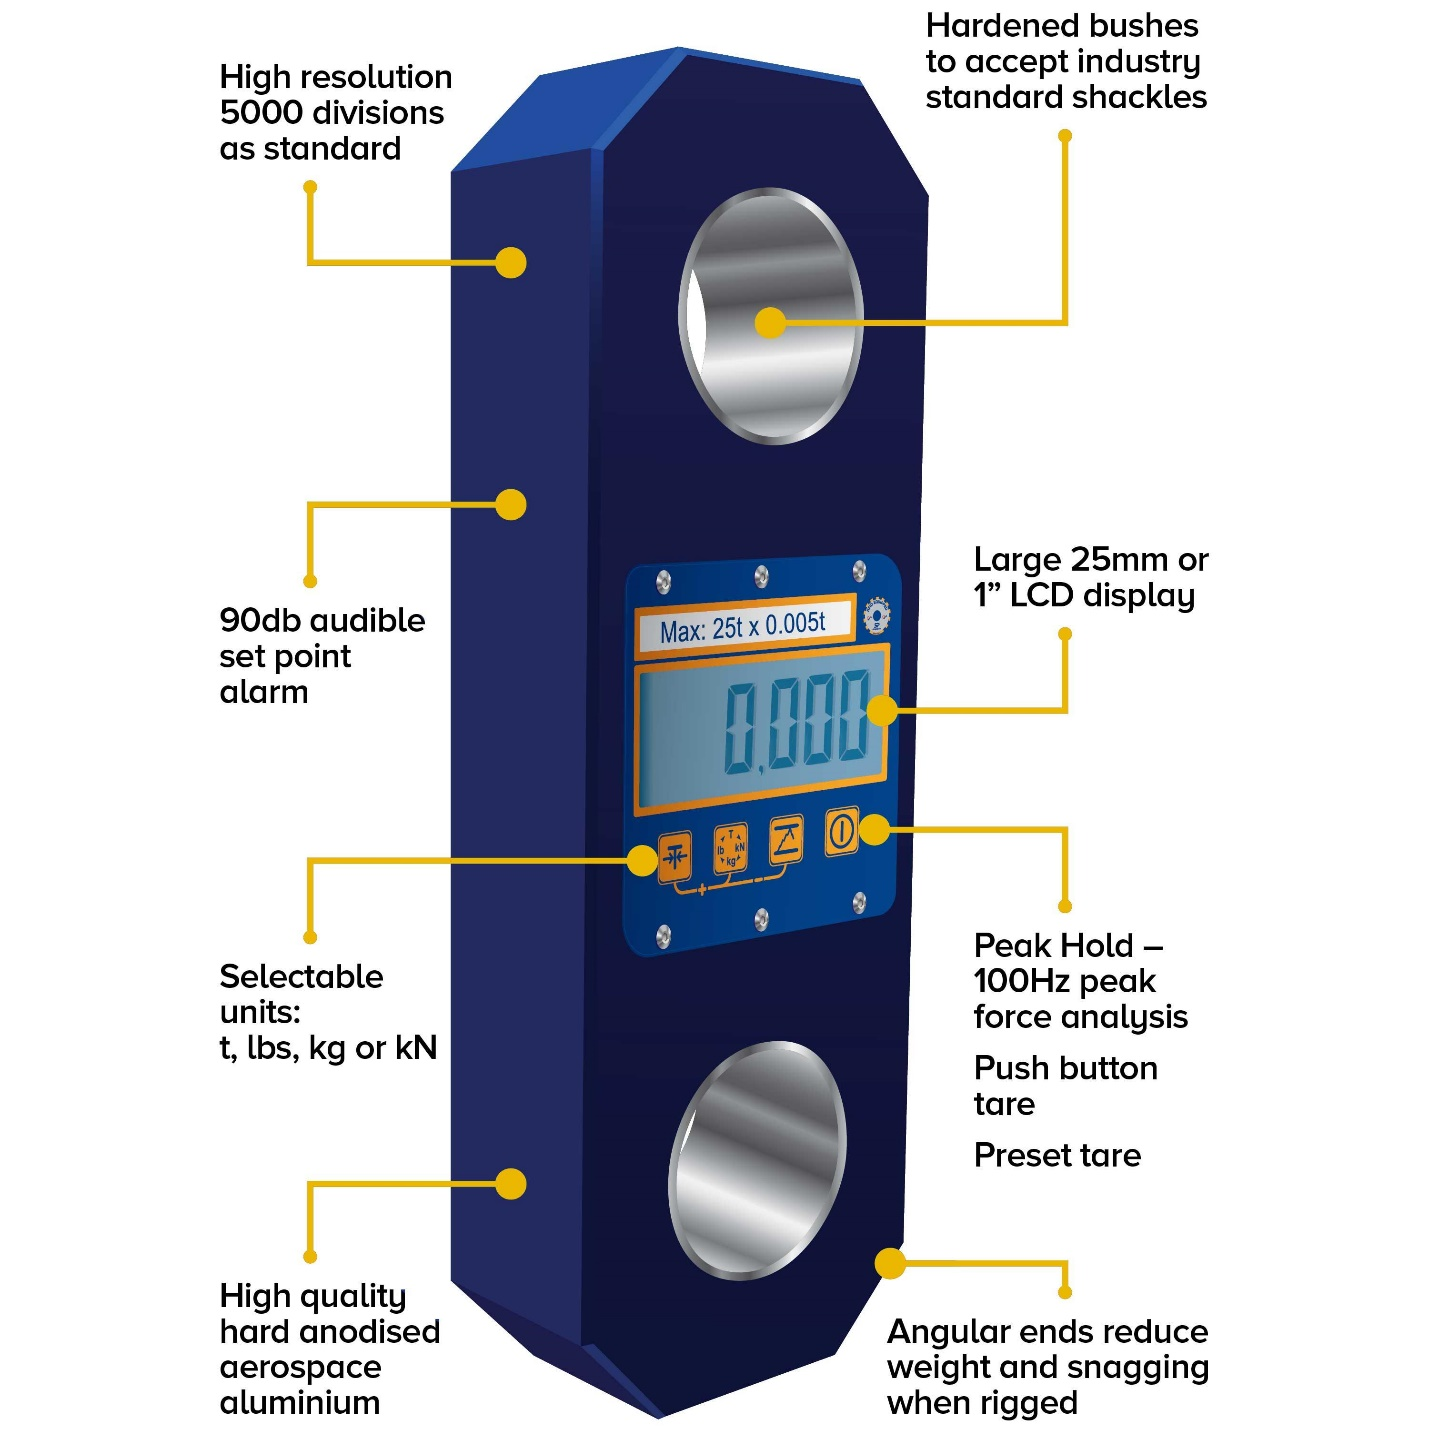 Hardened bushes
to accept industry
standard shackles
High resolution
5000 divisions
as standard
90db audible
set point
alarm
Large 25mm or
1” LCD display
Max: 25t x 0.005t
0.000
T
lb kN
kg
+ -
Selectable
units:
t, lbs, kg or kN
Peak Hold –
100Hz peak
force analysis
Push button
tare
Preset tare
High quality
hard anodised
aerospace
aluminium
Angular ends reduce
weight and snagging
when rigged